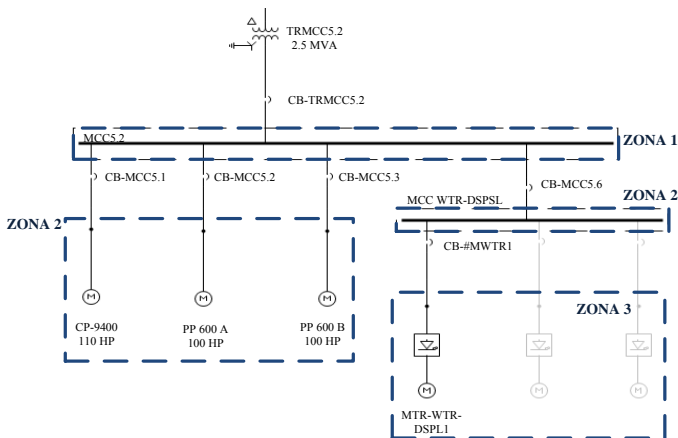 TRMCC5.2
2.5 MVA
CB-TRMCC5.2
MCC5.2
ZONA 1
CB-MCC5.1
CB-MCC5.2
CB-MCC5.3
CB-MCC5.6
MCC WTR-DSPSL
ZONA 2
ZONA 2
CB-#MWTR1
ZONA 3
M
M
M
CP-9400
110 HP
PP 600 A
100 HP
PP 600 B
100 HP
M
M
M
MTR-WTR-
DSPL1